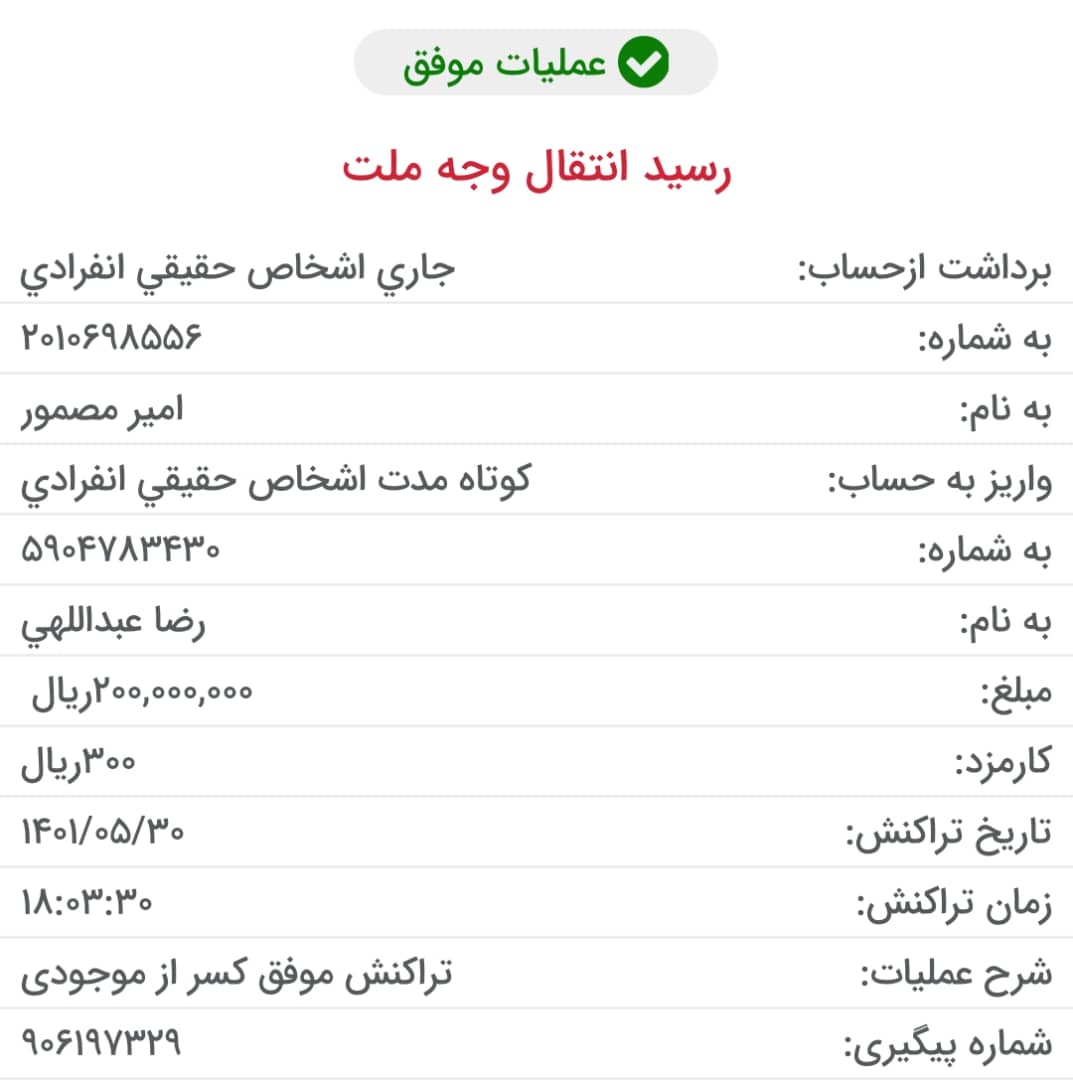 عملیات موفق
رسید انتقال وجه ملت
برداشت ازحساب: جاري اشخاص حقيقي انفرادي
به شماره: ۲۰۱۰۶۹۸۵۵۶
به نام: امير مصمور
واریز به حساب: كوتاه مدت اشخاص حقيقي انفرادي
به شماره: ۵۹۰۴۷۸۳۴۳۰
به نام: رضا عبداللهي
مبلغ: ۲۰۰,۰۰۰,۰۰۰ریال
کارمزد: ۳۰۰ریال
تاریخ تراکنش: ۱۴۰۱/۰۵/۳۰
زمان تراکنش: ۱۸:۰۳:۳۰
شرح عملیات: تراکنش موفق کسر از موجودی
شماره پیگیری: ۹۰۶۱۹۷۳۲۹